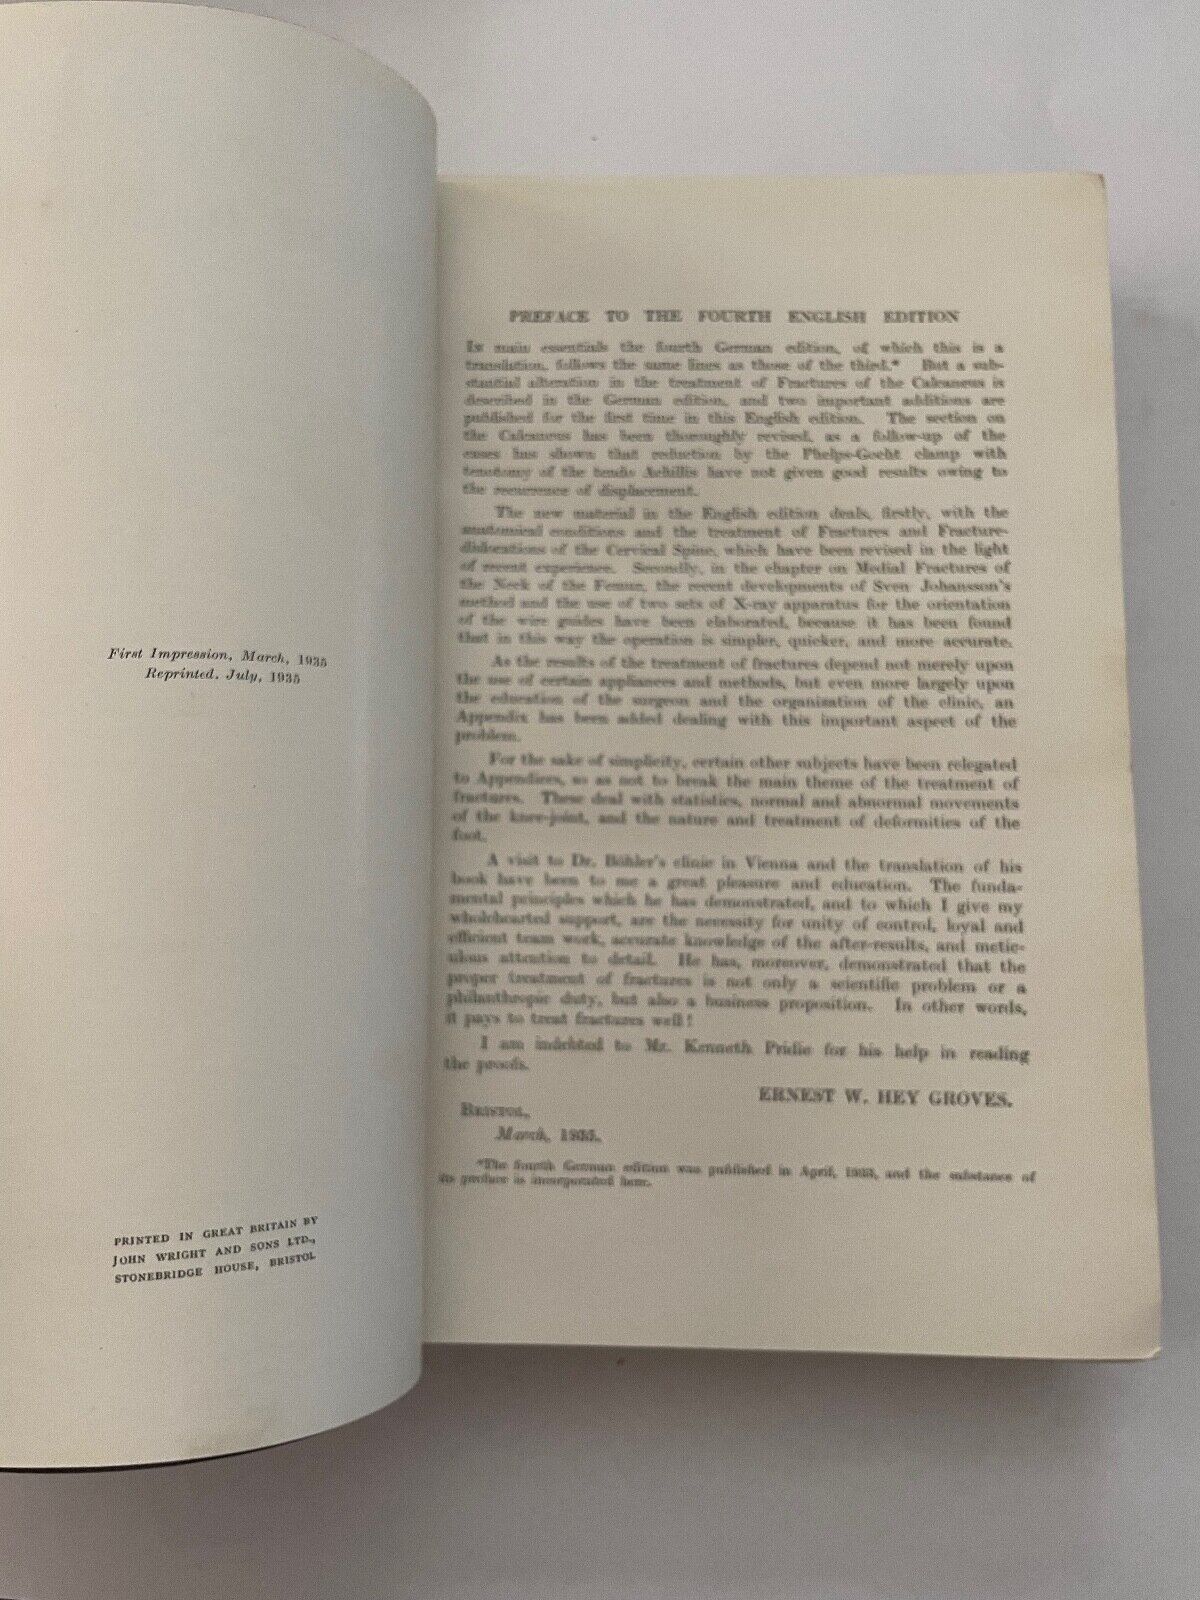 First Impression, March, 1935
Reprinted, July, 1935
PRINTED IN GREAT BRITAIN BY
JOHN WRIGHT AND SONS LTD.,
STONEBRIDGE HOUSE, BRISTOL
PREFACE TO THE FOURTH ENGLISH EDITION
In main essentials the fourth German edition, of which this is a
translation, follows the same lines as those of the third.* But a sub-
stantial alteration in the treatment of Fractures of the Calcaneus is
described in the German edition, and two important additions are
published for the first time in this English edition. The section on
the Calcaneus has been thoroughly revised, as a follow-up of the
cases has shown that reduction by the Phelps-Gocht clamp with
tenotomy of the tendo Achillis have not given good results owing to
the recurrence of displacement.
The new material in the English edition deals, firstly, with the
anatomical conditions and the treatment of Fractures and Fracture-
dislocations of the Cervical Spine, which have been revised in the light
of recent experience. Secondly, in the chapter on Medial Fractures of
the Neck of the Femur, the recent developments of Sven Johansson's
method and the use of two sets of X-ray apparatus for the orientation
of the wire guides have been elaborated, because it has been found
that in this way the operation is simpler, quicker, and more accurate.
As the results of the treatment of fractures depend not merely upon
the use of certain appliances and methods, but even more largely upon
the education of the surgeon and the organization of the clinic, an
Appendix has been added dealing with this important aspect of the
problem.
For the sake of simplicity, certain other subjects have been relegated
to Appendices, so as not to break the main theme of the treatment of
fractures. These deal with statistics, normal and abnormal movements
of the knee-joint, and the nature and treatment of deformities of the
foot.
A visit to Dr. Böhler's clinic in Vienna and the translation of his
book have been to me a great pleasure and education. The funda-
mental principles which he has demonstrated, and to which I give my
wholehearted support, are the necessity for unity of control, loyal and
efficient team work, accurate knowledge of the after-results, and metic-
ulous attention to detail. He has, moreover, demonstrated that the
proper treatment of fractures is not only a scientific problem or a
philanthropic duty, but also a business proposition. In other words,
it pays to treat fractures well!
I am indebted to Mr. Kenneth Pridie for his help in reading
the proofs.
ERNEST W. HEY GROVES.
Bristol,
March, 1935.
*The fourth German edition was published in April, 1933, and the substance of
its preface is incorporated here.